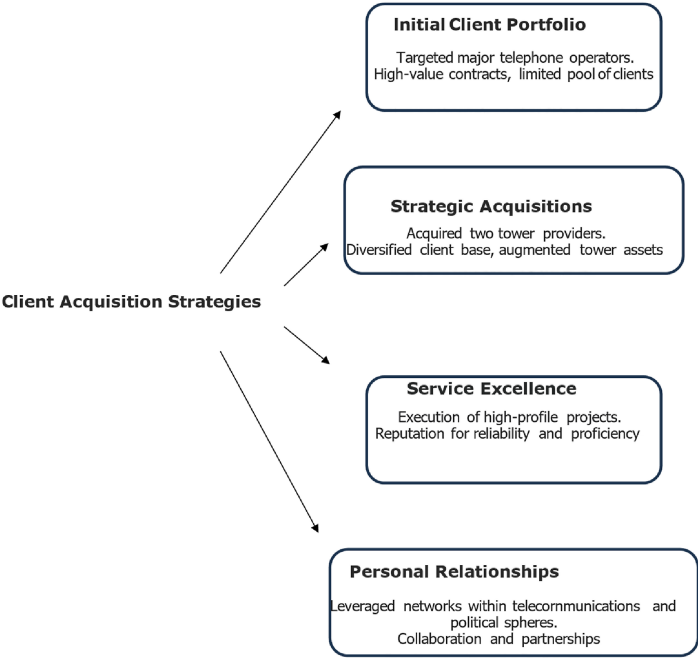 Initial Client Portfolio
Targeted major telephone operators.
High-value contracts, limited pool of clients
Strategic Acquisitions
Acquired two tower providers.
Diversified client base, augmented tower assets
Client Acquisition Strategies
Service Excellence
Execution of high-profile projects.
Reputation for reliability and proficiency
Personal Relationships
Leveraged networks within telecommunications and
political spheres.
Collaboration and partnerships